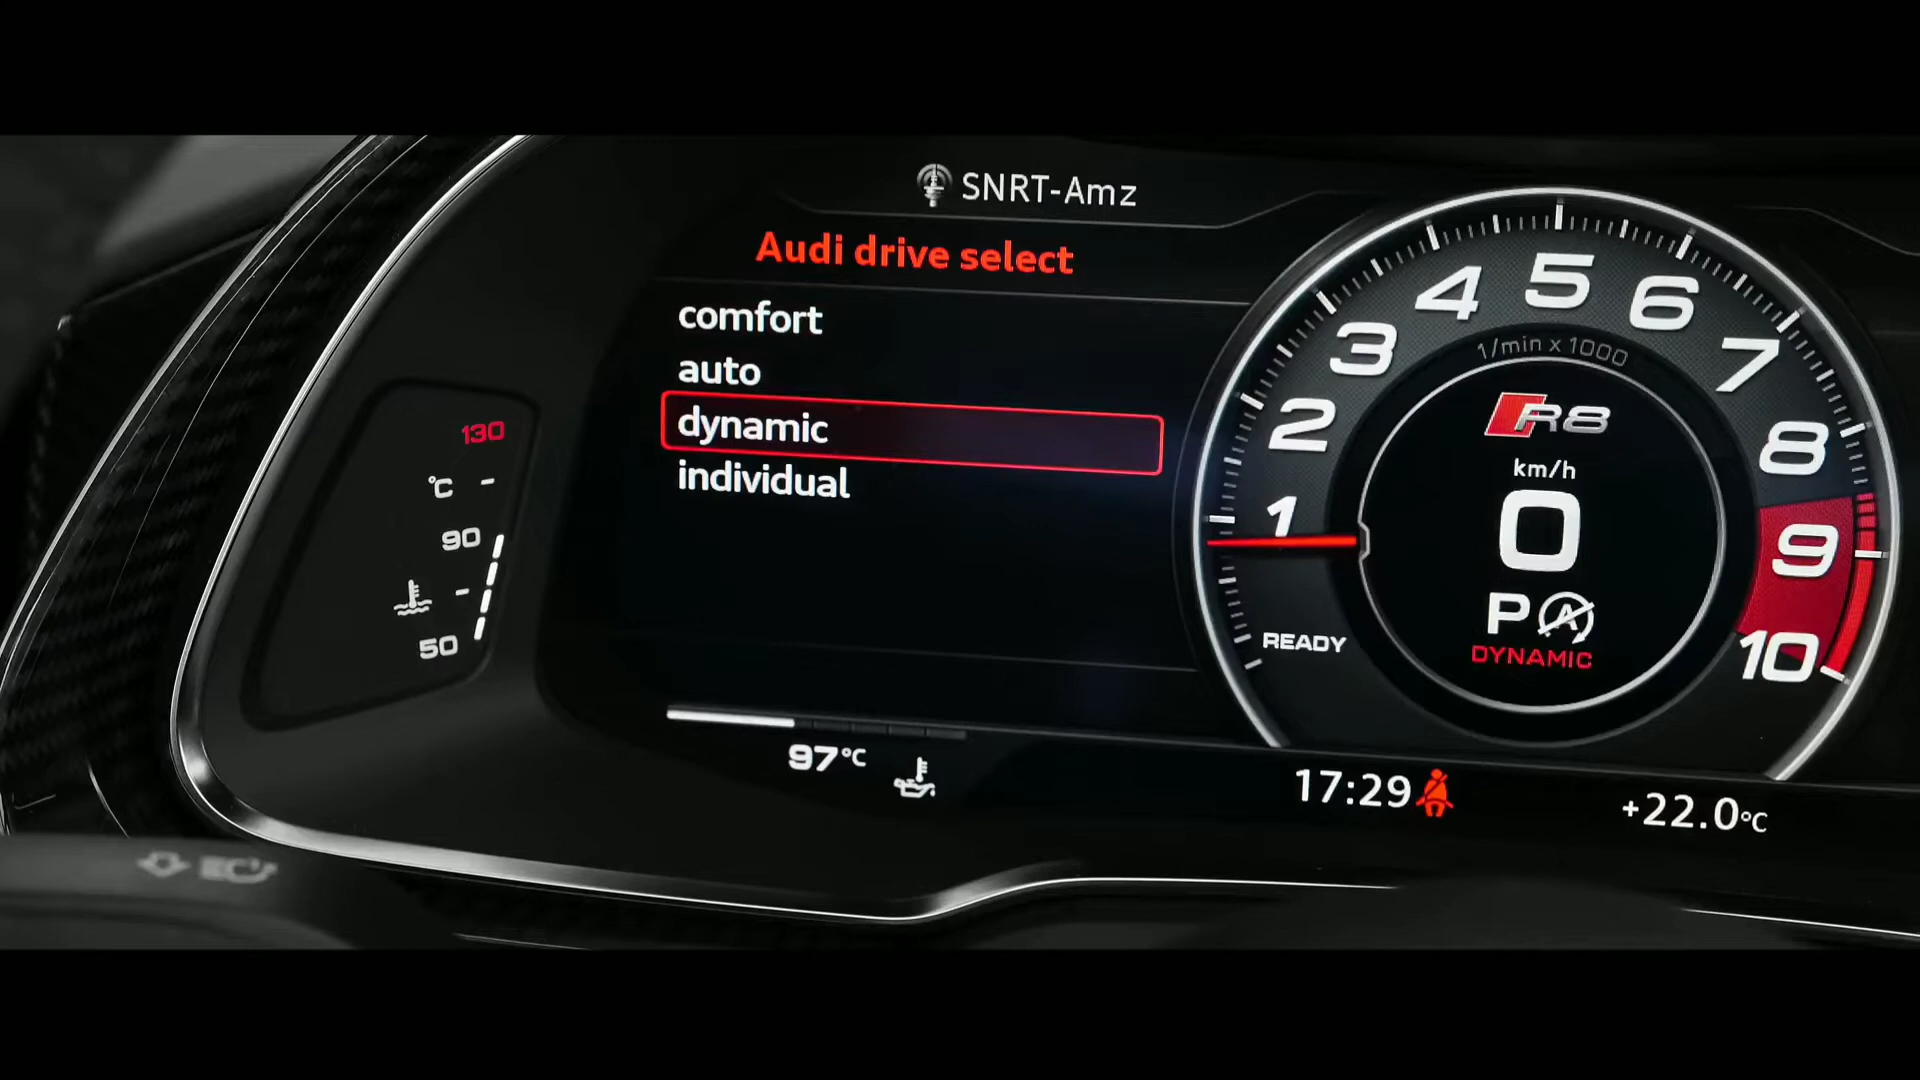 SNRT-Amz
Audi drive select
comfort
auto
dynamic
individual
130
°C
90
50
97°C
1
2
3
4
5
6
7
8
9
10
1/min x 1000
R8
km/h
0
P A
DYNAMIC
READY
17:29
+22.0°C